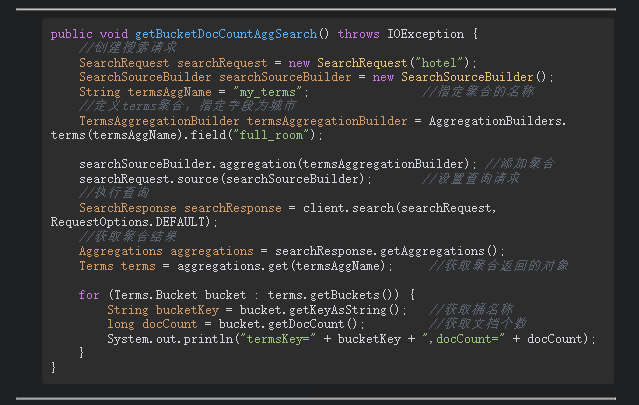 public void getBucketDocCountAggSearch() throws IOException {
//创建搜索请求
SearchRequest searchRequest = new SearchRequest("hotel");
SearchSourceBuilder searchSourceBuilder = new SearchSourceBuilder();
String termsAggName = "my_terms"; //指定聚合的名称
//定义terms聚合，指定字段为城市
TermsAggregationBuilder termsAggregationBuilder = AggregationBuilders.
terms(termsAggName).field("full_room");
searchSourceBuilder.aggregation(termsAggregationBuilder); //添加聚合
searchRequest.source(searchSourceBuilder); //设置查询请求
//执行查询
SearchResponse searchResponse = client.search(searchRequest,
RequestOptions.DEFAULT);
//获取聚合结果
Aggregations aggregations = searchResponse.getAggregations();
Terms terms = aggregations.get(termsAggName); //获取聚合返回的对象
for (Terms.Bucket bucket : terms.getBuckets()) {
String bucketKey = bucket.getKeyAsString(); //获取桶名称
long docCount = bucket.getDocCount(); //获取文档个数
System.out.println("termsKey=" + bucketKey + ",docCount=" + docCount);
}
}